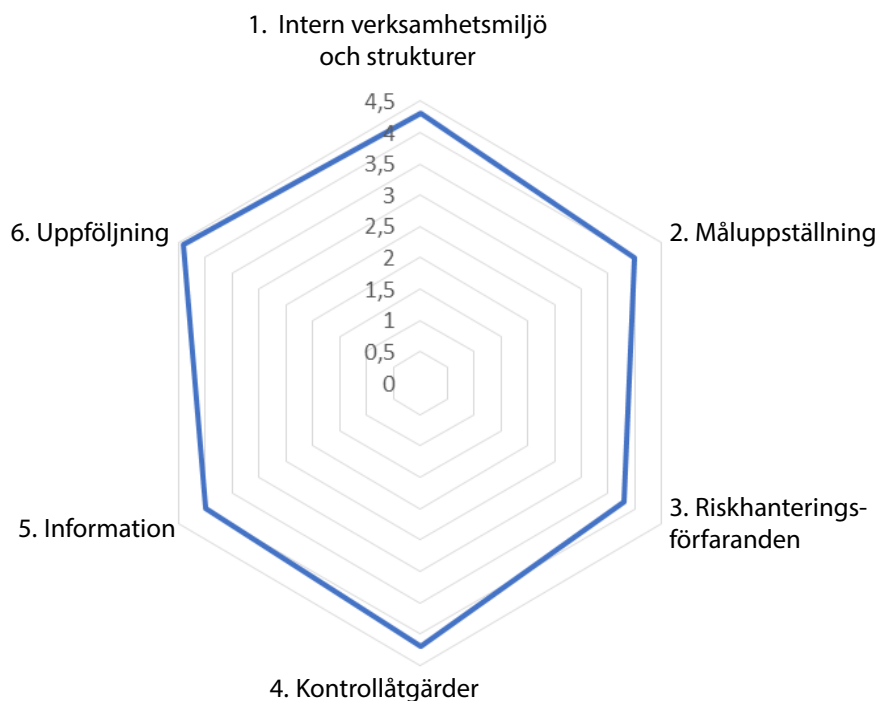 1. Intern verksamhetsmiljö
och strukturer
4,5
4
3,5
3
2,5
2
1,5
1
0,5
0
2. Måluppställning
3. Riskhanterings-
förfaranden
4. Kontrollåtgärder
5. Information
6. Uppföljning